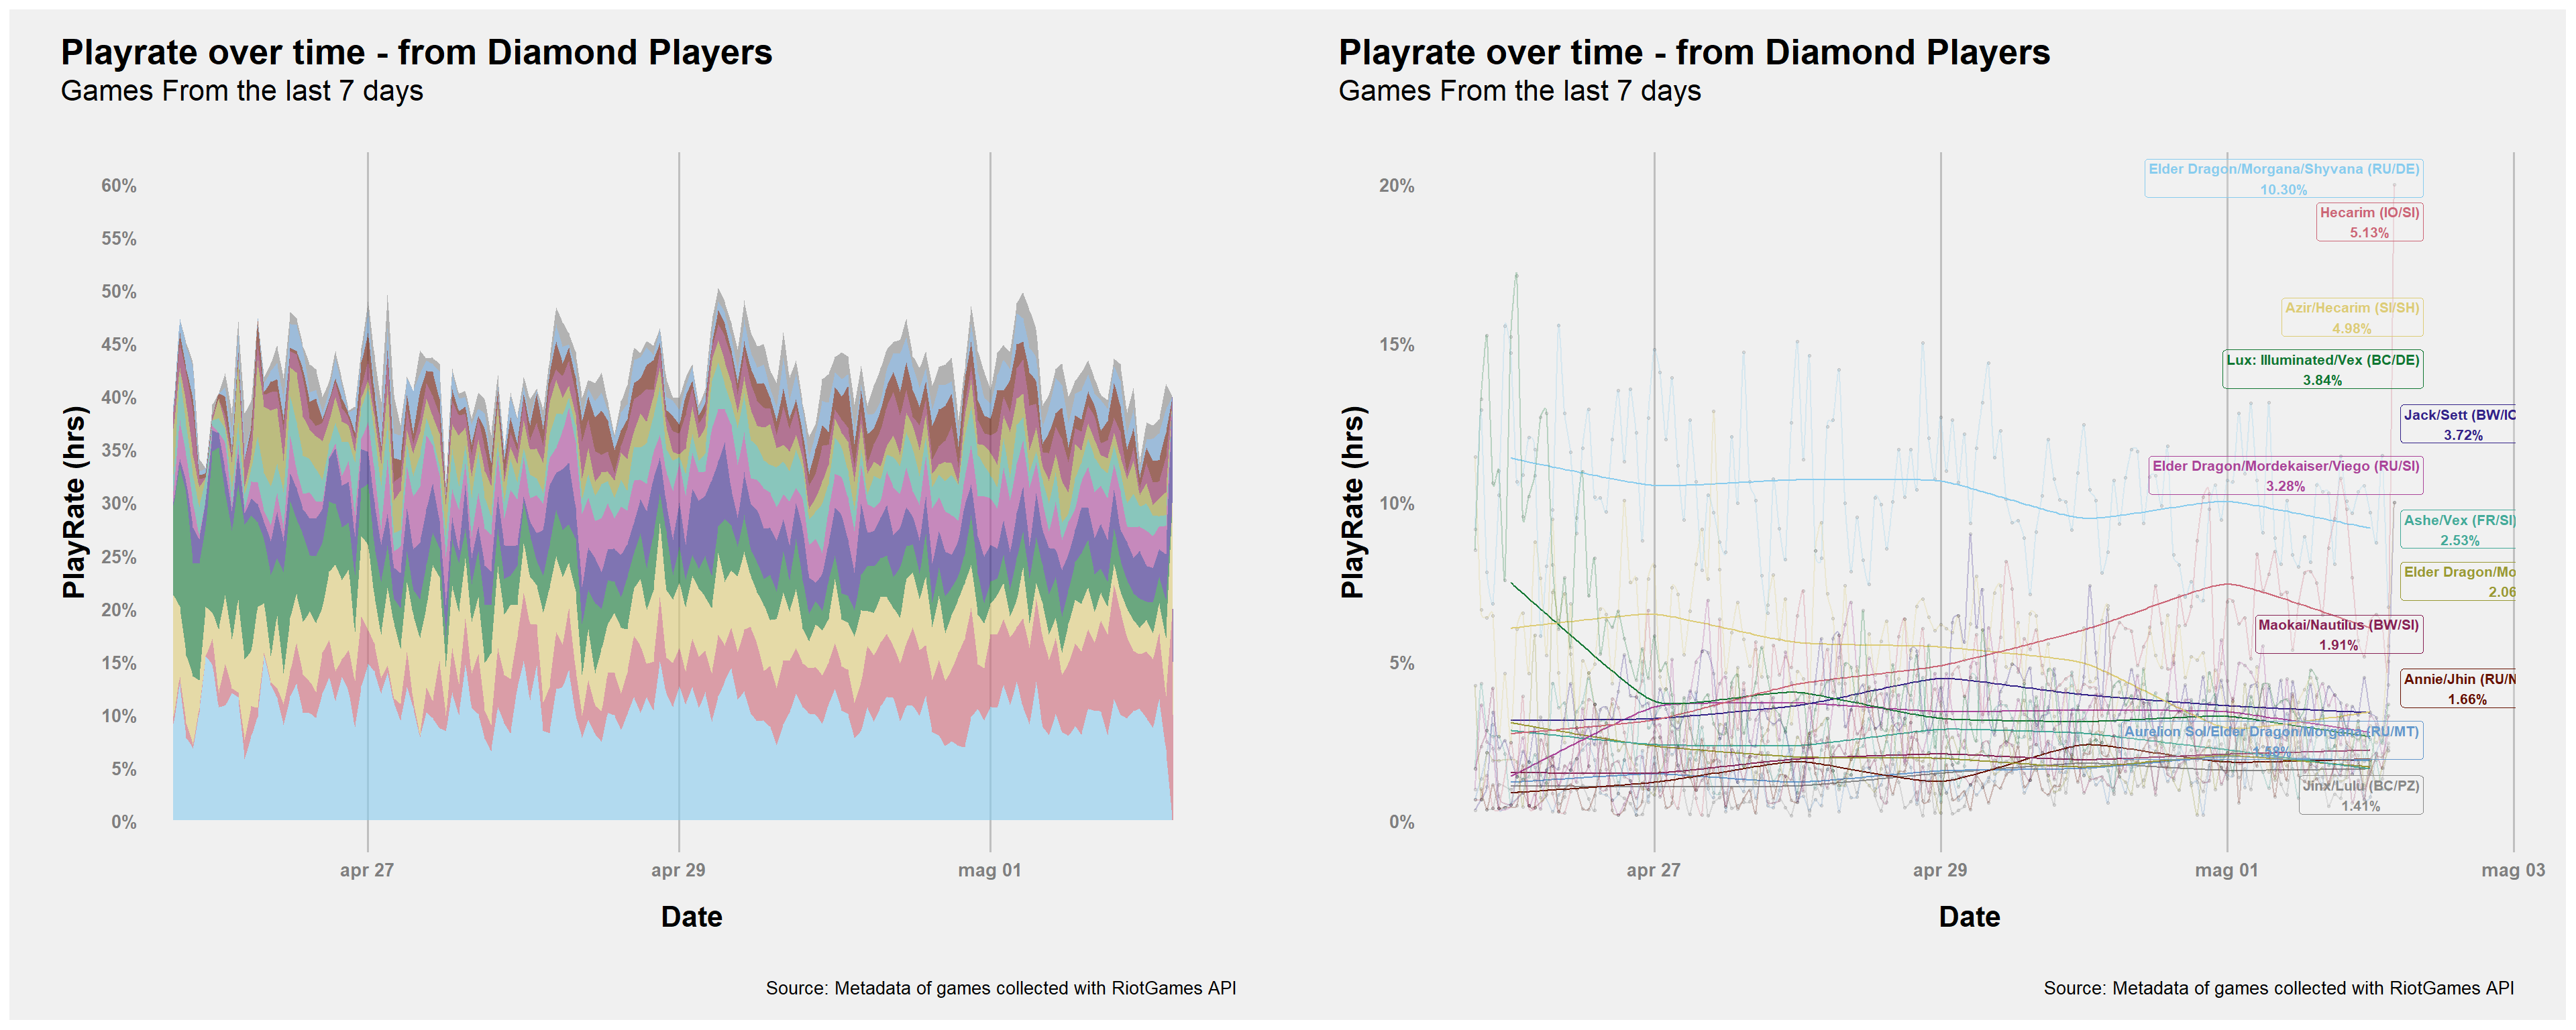 Playrate over time - from Diamond Players
Games From the last 7 days
60%
55%
50%
45%
40%
35%
30%
25%
20%
15%
10%
5%
0%
PlayRate (hrs)
apr 27
apr 29
mag 01
Date
Source: Metadata of games collected with RiotGames API
Playrate over time - from Diamond Players
Games From the last 7 days
20%
15%
10%
5%
0%
PlayRate (hrs)
Elder Dragon/Morgana/Shyvana (RU/DE)
10.30%
Hecarim (IO/SI)
5.13%
Azir/Hecarim (SI/SH)
4.98%
Lux: Illuminated/Vex (BC/DE)
3.84%
Jack/Sett (BW/IO
3.72%
Elder Dragon/Mordekaiser/Viego (RU/SI)
3.28%
Ashe/Vex (FR/SI)
2.53%
Elder Dragon/Mo
2.06
Maokai/Nautilus (BW/SI)
1.91%
Annie/Jhin (RU/N
1.66%
Aurelion Sol/Elder Dragon/Morgana (RU/MT)
1.58%
Jinx/Lulu (BC/PZ)
1.41%
apr 27
apr 29
mag 01
mag 03
Date
Source: Metadata of games collected with RiotGames API